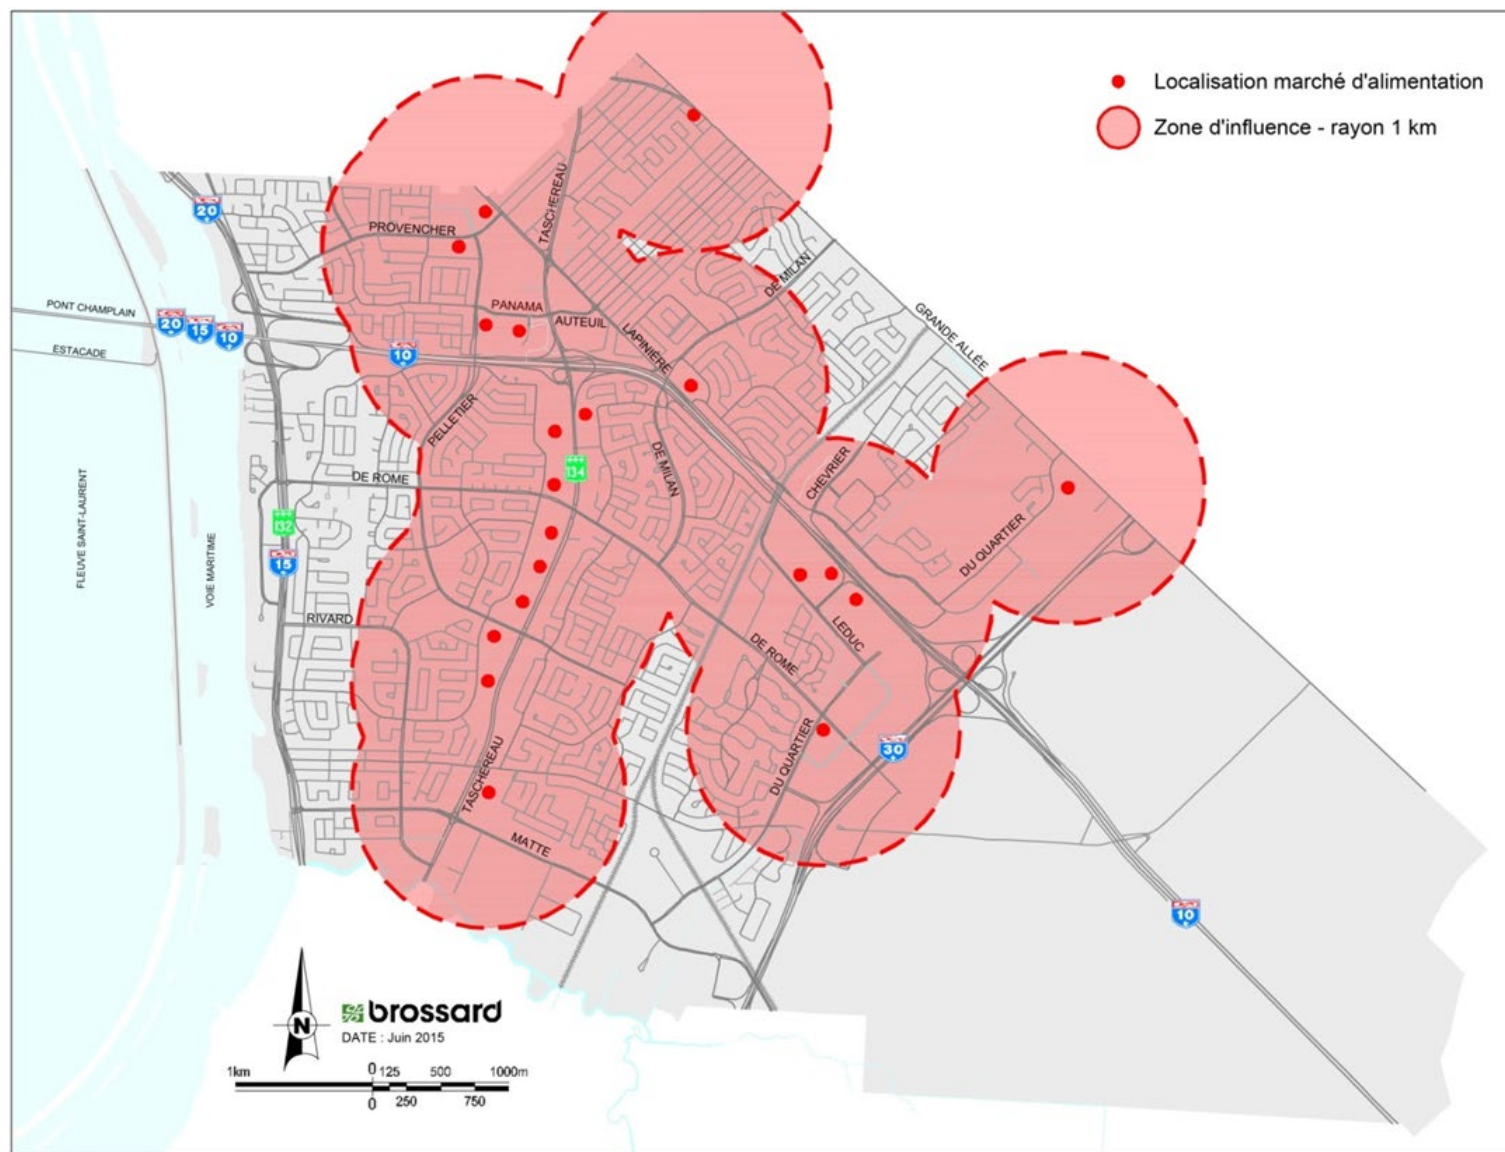 Localisation marché d'alimentation
Zone d'influence - rayon 1 km
20
PROVENCHER
TASCHEREAU
DE MILAN
PONT CHAMPLAIN
20
15
10
PANAMA
AUTEUIL
LAPINIÈRE
GRANDE ALLÉE
ESTACADE
10
PELLETIER
DE ROME
134
DE MILAN
CHEVRIER
FLEUVE SAINT-LAURENT
VOIE MARITIME
132
15
DU QUARTIER
RIVARD
LEDUC
DE ROME
TASCHEREAU
DU QUARTIER
30
MATTE
10
N
brossard
DATE : Juin 2015
1km
0
125
500
1000m
0
250
750